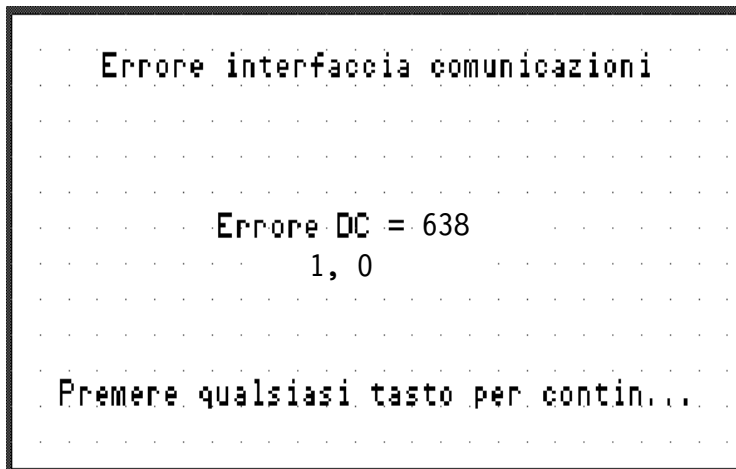 Errore interfaccia comunicazioni
Errore DC = 638
1, 0
Premere qualsiasi tasto per contin...